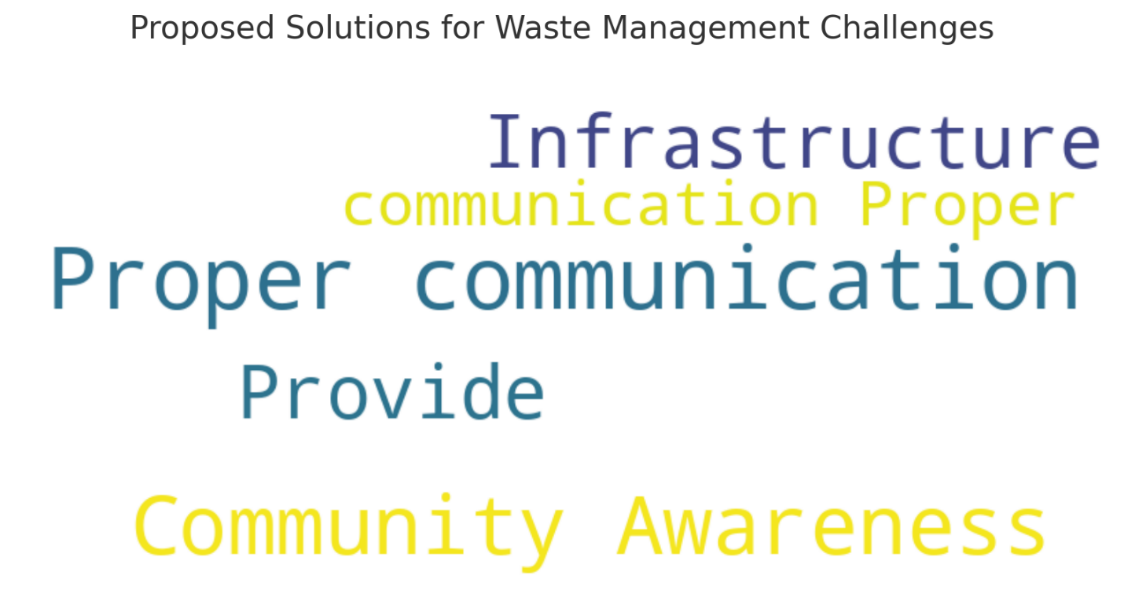 Proposed Solutions for Waste Management Challenges
Infrastructure
communication Proper
Proper communication
Provide
Community Awareness